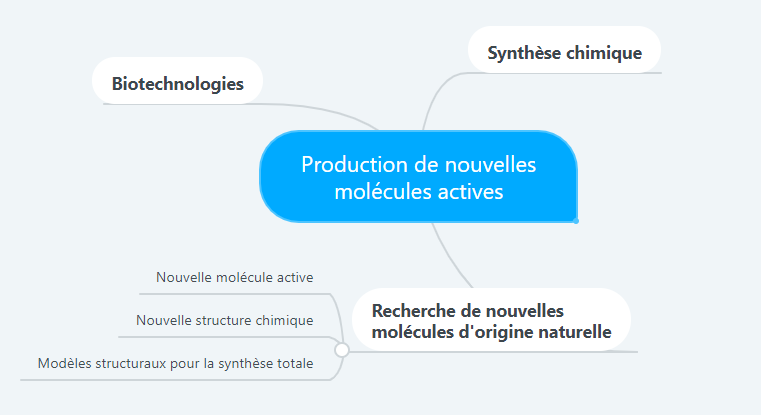 Synthèse chimique
Biotechnologies
Production de nouvelles
molécules actives
Nouvelle molécule active
Nouvelle structure chimique
Modèles structuraux pour la synthèse totale
Recherche de nouvelles
molécules d'origine naturelle